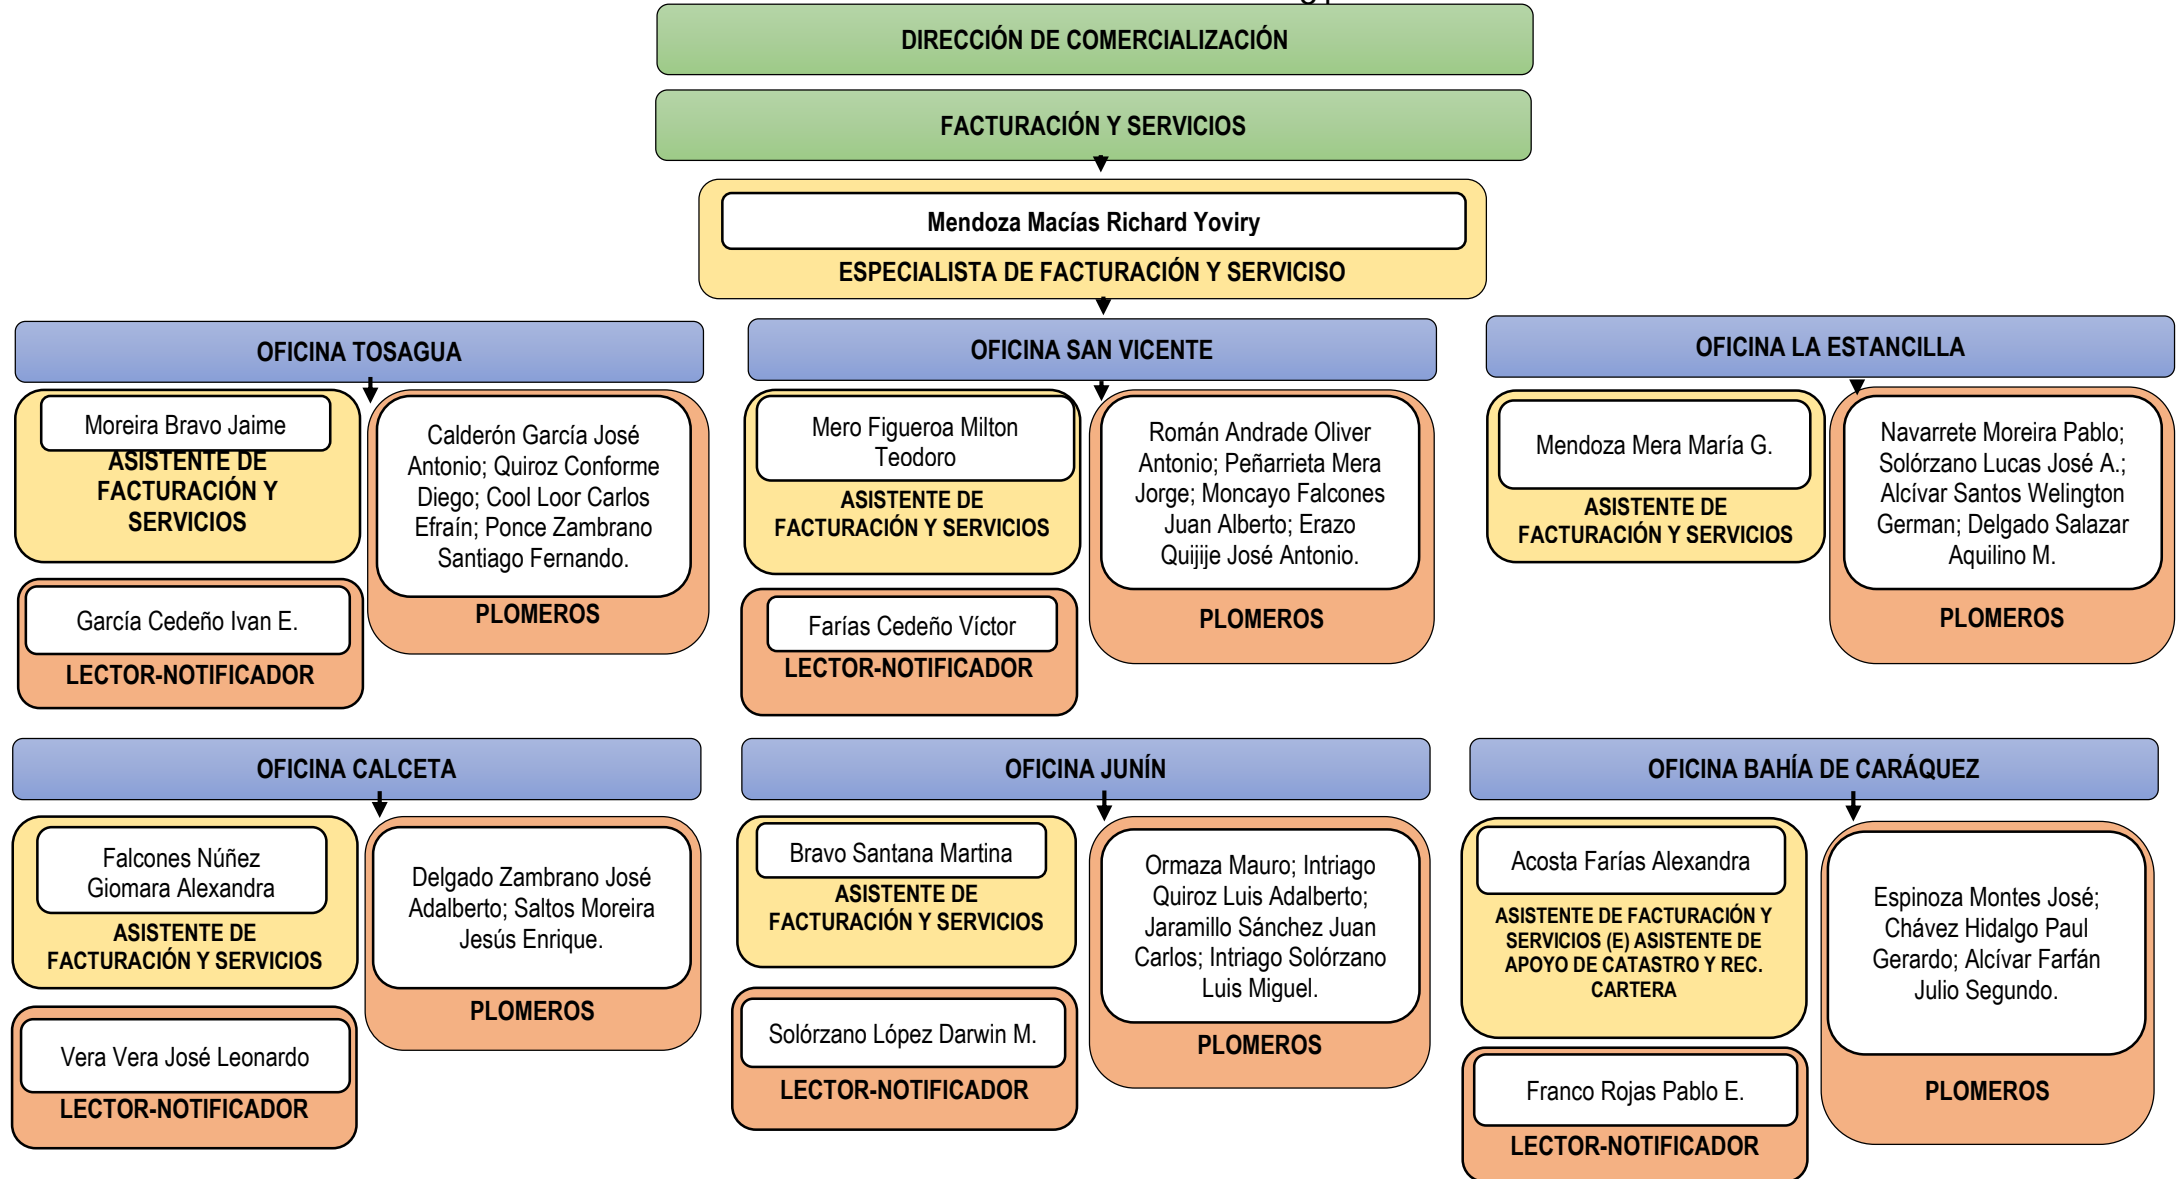 DIRECCIÓN DE COMERCIALIZACIÓN
FACTURACIÓN Y SERVICIOS
Mendoza Macías Richard Yoviry
ESPECIALISTA DE FACTURACIÓN Y SERVICISO
OFICINA TOSAGUA
Moreira Bravo Jaime
ASISTENTE DE
FACTURACIÓN Y
SERVICIOS
García Cedeño Ivan E.
LECTOR-NOTIFICADOR
Calderón García José
Antonio; Quiroz Conforme
Diego; Cool Loor Carlos
Efraín; Ponce Zambrano
Santiago Fernando.
PLOMEROS
OFICINA SAN VICENTE
Mero Figueroa Milton
Teodoro
ASISTENTE DE
FACTURACIÓN Y SERVICIOS
Farías Cedeño Víctor
LECTOR-NOTIFICADOR
Román Andrade Oliver
Antonio; Peñarrieta Mera
Jorge; Moncayo Falcones
Juan Alberto; Erazo
Quijije José Antonio.
PLOMEROS
OFICINA LA ESTANCILLA
Mendoza Mera María G.
ASISTENTE DE
FACTURACIÓN Y SERVICIOS
Navarrete Moreira Pablo;
Solórzano Lucas José A.;
Alcívar Santos Welington
German; Delgado Salazar
Aquilino M.
PLOMEROS
OFICINA CALCETA
Falcones Núñez
Giomara Alexandra
ASISTENTE DE
FACTURACIÓN Y SERVICIOS
Vera Vera José Leonardo
LECTOR-NOTIFICADOR
Delgado Zambrano José
Adalberto; Saltos Moreira
Jesús Enrique.
PLOMEROS
OFICINA JUNÍN
Bravo Santana Martina
ASISTENTE DE
FACTURACIÓN Y SERVICIOS
Solórzano López Darwin M.
LECTOR-NOTIFICADOR
Ormaza Mauro; Intriago
Quiroz Luis Adalberto;
Jaramillo Sánchez Juan
Carlos; Intriago Solórzano
Luis Miguel.
PLOMEROS
OFICINA BAHÍA DE CARÁQUEZ
Acosta Farías Alexandra
ASISTENTE DE FACTURACIÓN Y
SERVICIOS (E) ASISTENTE DE
APOYO DE CATASTRO Y REC.
CARTERA
Franco Rojas Pablo E.
LECTOR-NOTIFICADOR
Espinoza Montes José;
Chávez Hidalgo Paul
Gerardo; Alcívar Farfán
Julio Segundo.
PLOMEROS